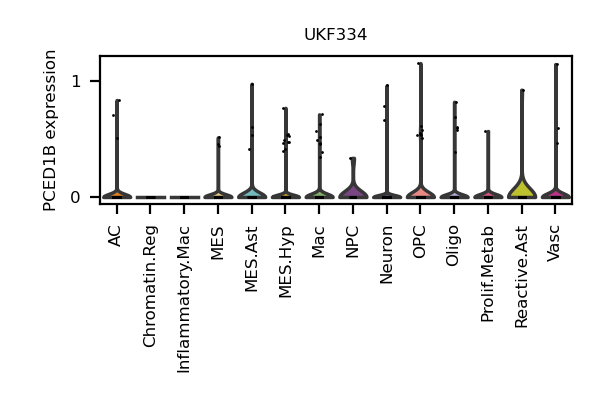 UKF334
PCED1B expression
1
0
AC
Chromatin.Reg
Inflammatory.Mac
MES
MES.Ast
MES.Hyp
Mac
NPC
Neuron
OPC
Oligo
Prolif.Metab
Reactive.Ast
Vasc